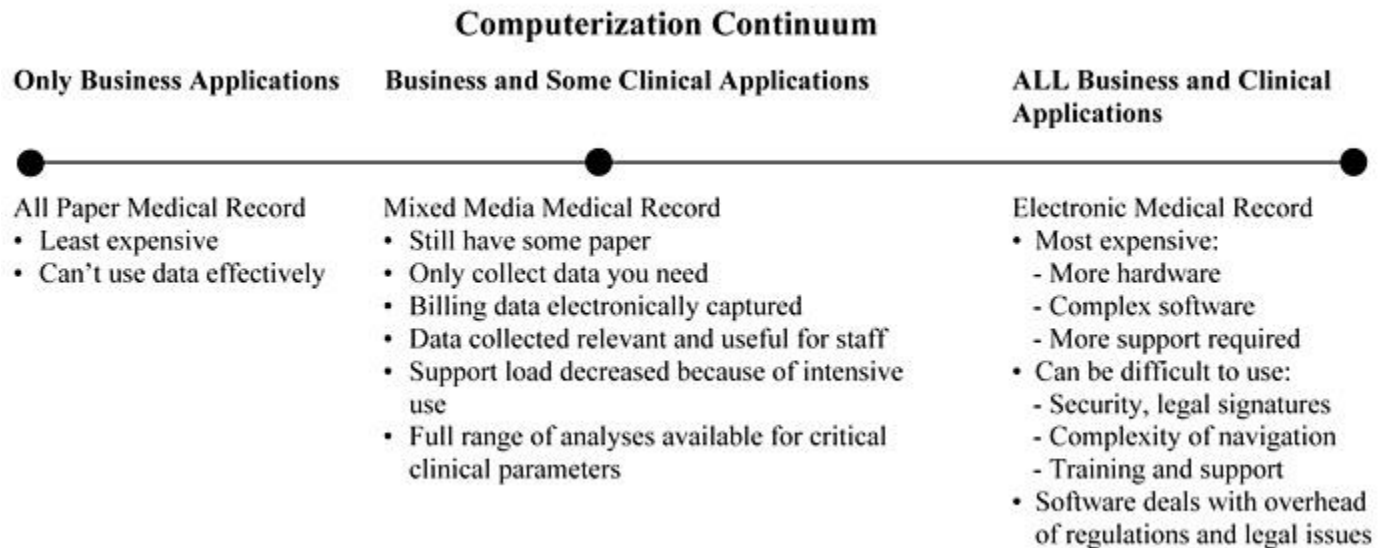 Computerization Continuum
Only Business Applications
Business and Some Clinical Applications
ALL Business and Clinical
Applications
All Paper Medical Record
• Least expensive
• Can't use data effectively
Mixed Media Medical Record
• Still have some paper
• Only collect data you need
• Billing data electronically captured
• Data collected relevant and useful for staff
• Support load decreased because of intensive
use
• Full range of analyses available for critical
clinical parameters
Electronic Medical Record
• Most expensive:
- More hardware
- Complex software
- More support required
• Can be difficult to use:
- Security, legal signatures
- Complexity of navigation
- Training and support
• Software deals with overhead
of regulations and legal issues